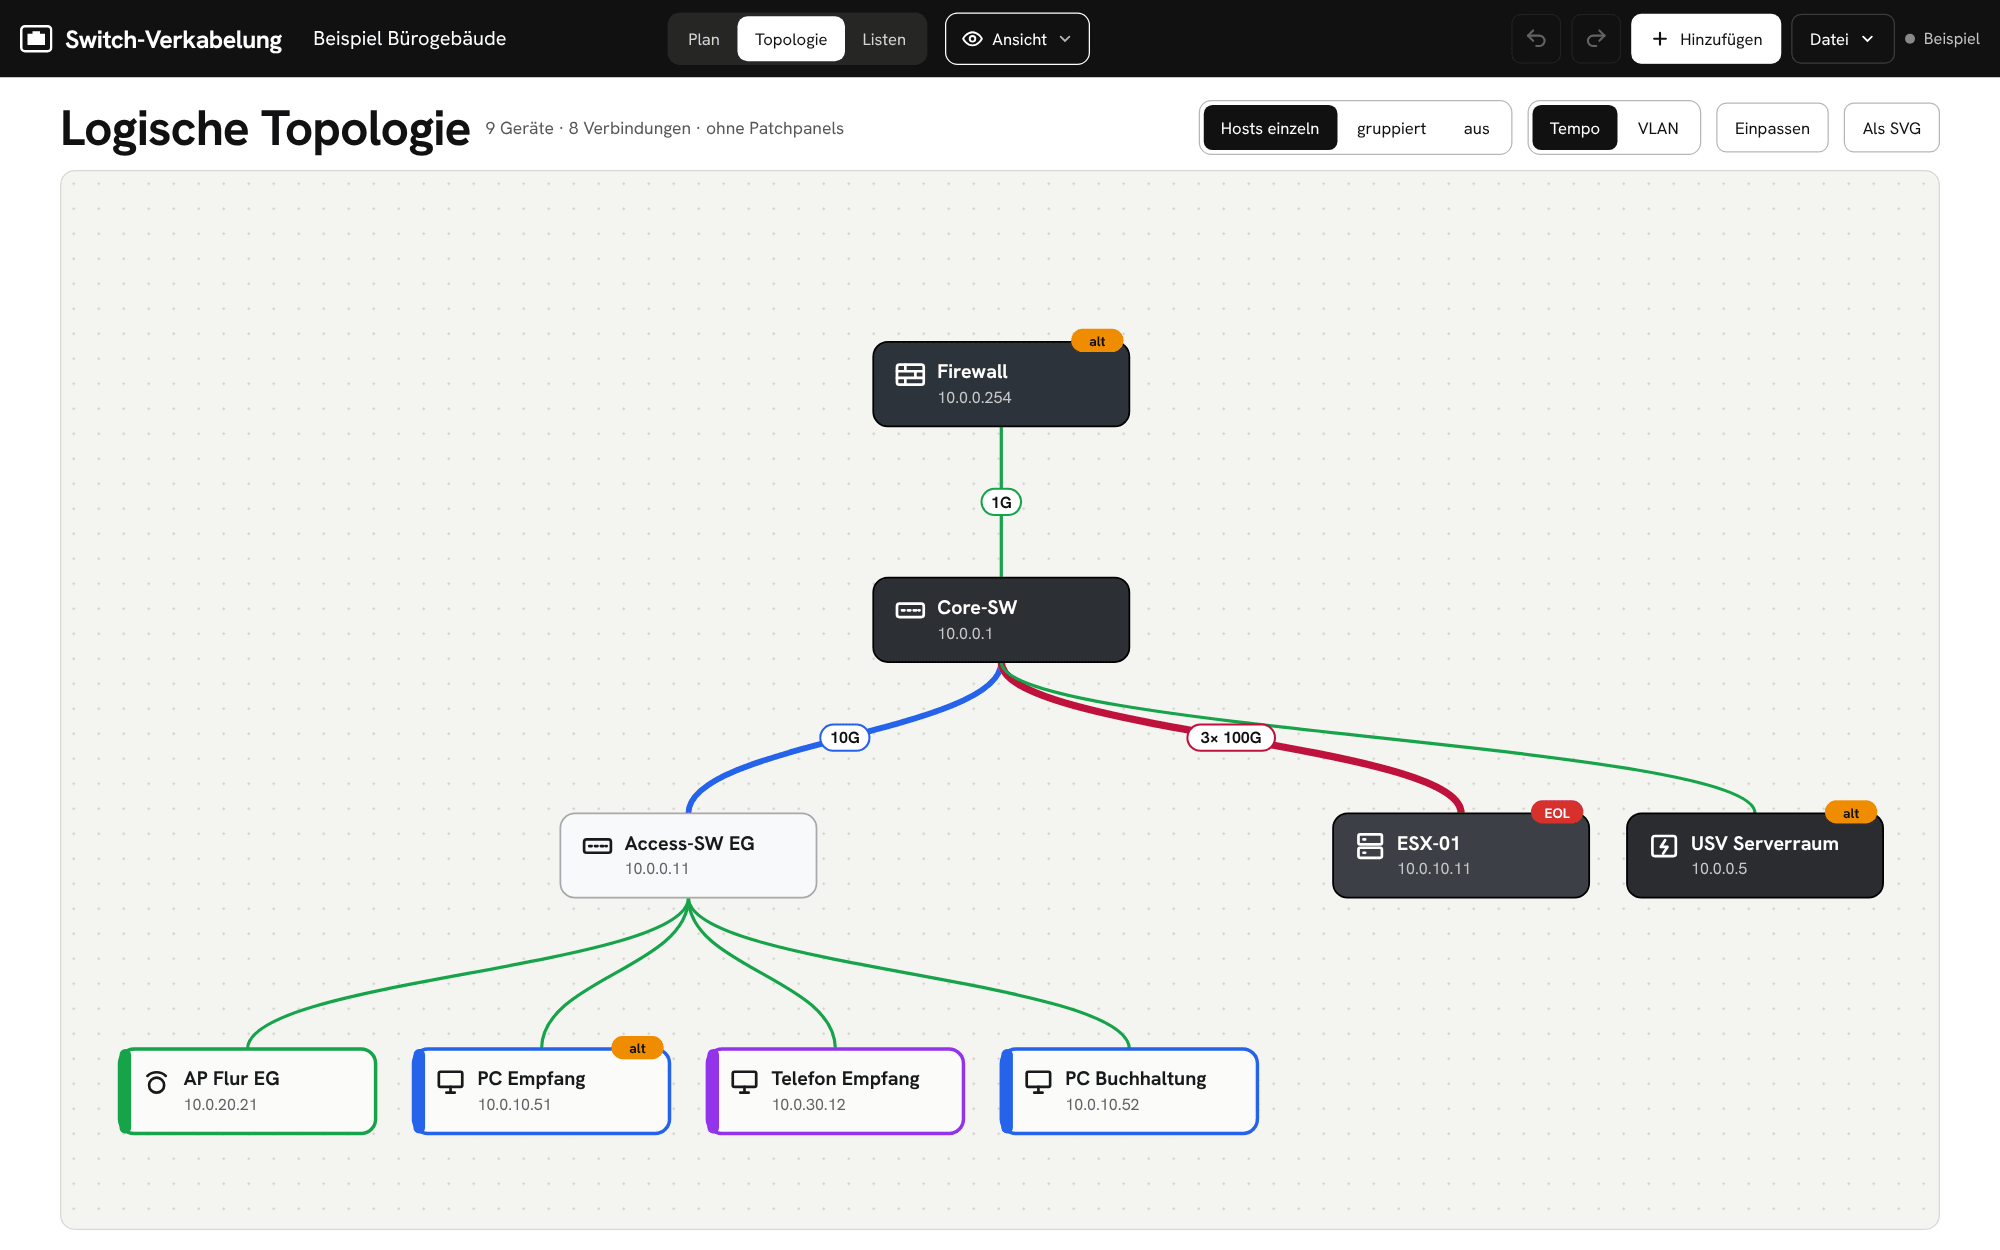 Switch-Verkabelung
Beispiel Bürogebäude
Plan
Topologie
Listen
Ansicht
Hinzufügen
Datei
Beispiel
Logische Topologie
9 Geräte · 8 Verbindungen · ohne Patchpanels
Hosts einzeln
gruppiert
aus
Tempo
VLAN
Einpassen
Als SVG
alt
Firewall
10.0.0.254
1G
Core-SW
10.0.0.1
10G
3× 100G
Access-SW EG
10.0.0.11
EOL
ESX-01
10.0.10.11
alt
USV Serverraum
10.0.0.5
AP Flur EG
10.0.20.21
alt
PC Empfang
10.0.10.51
Telefon Empfang
10.0.30.12
PC Buchhaltung
10.0.10.52